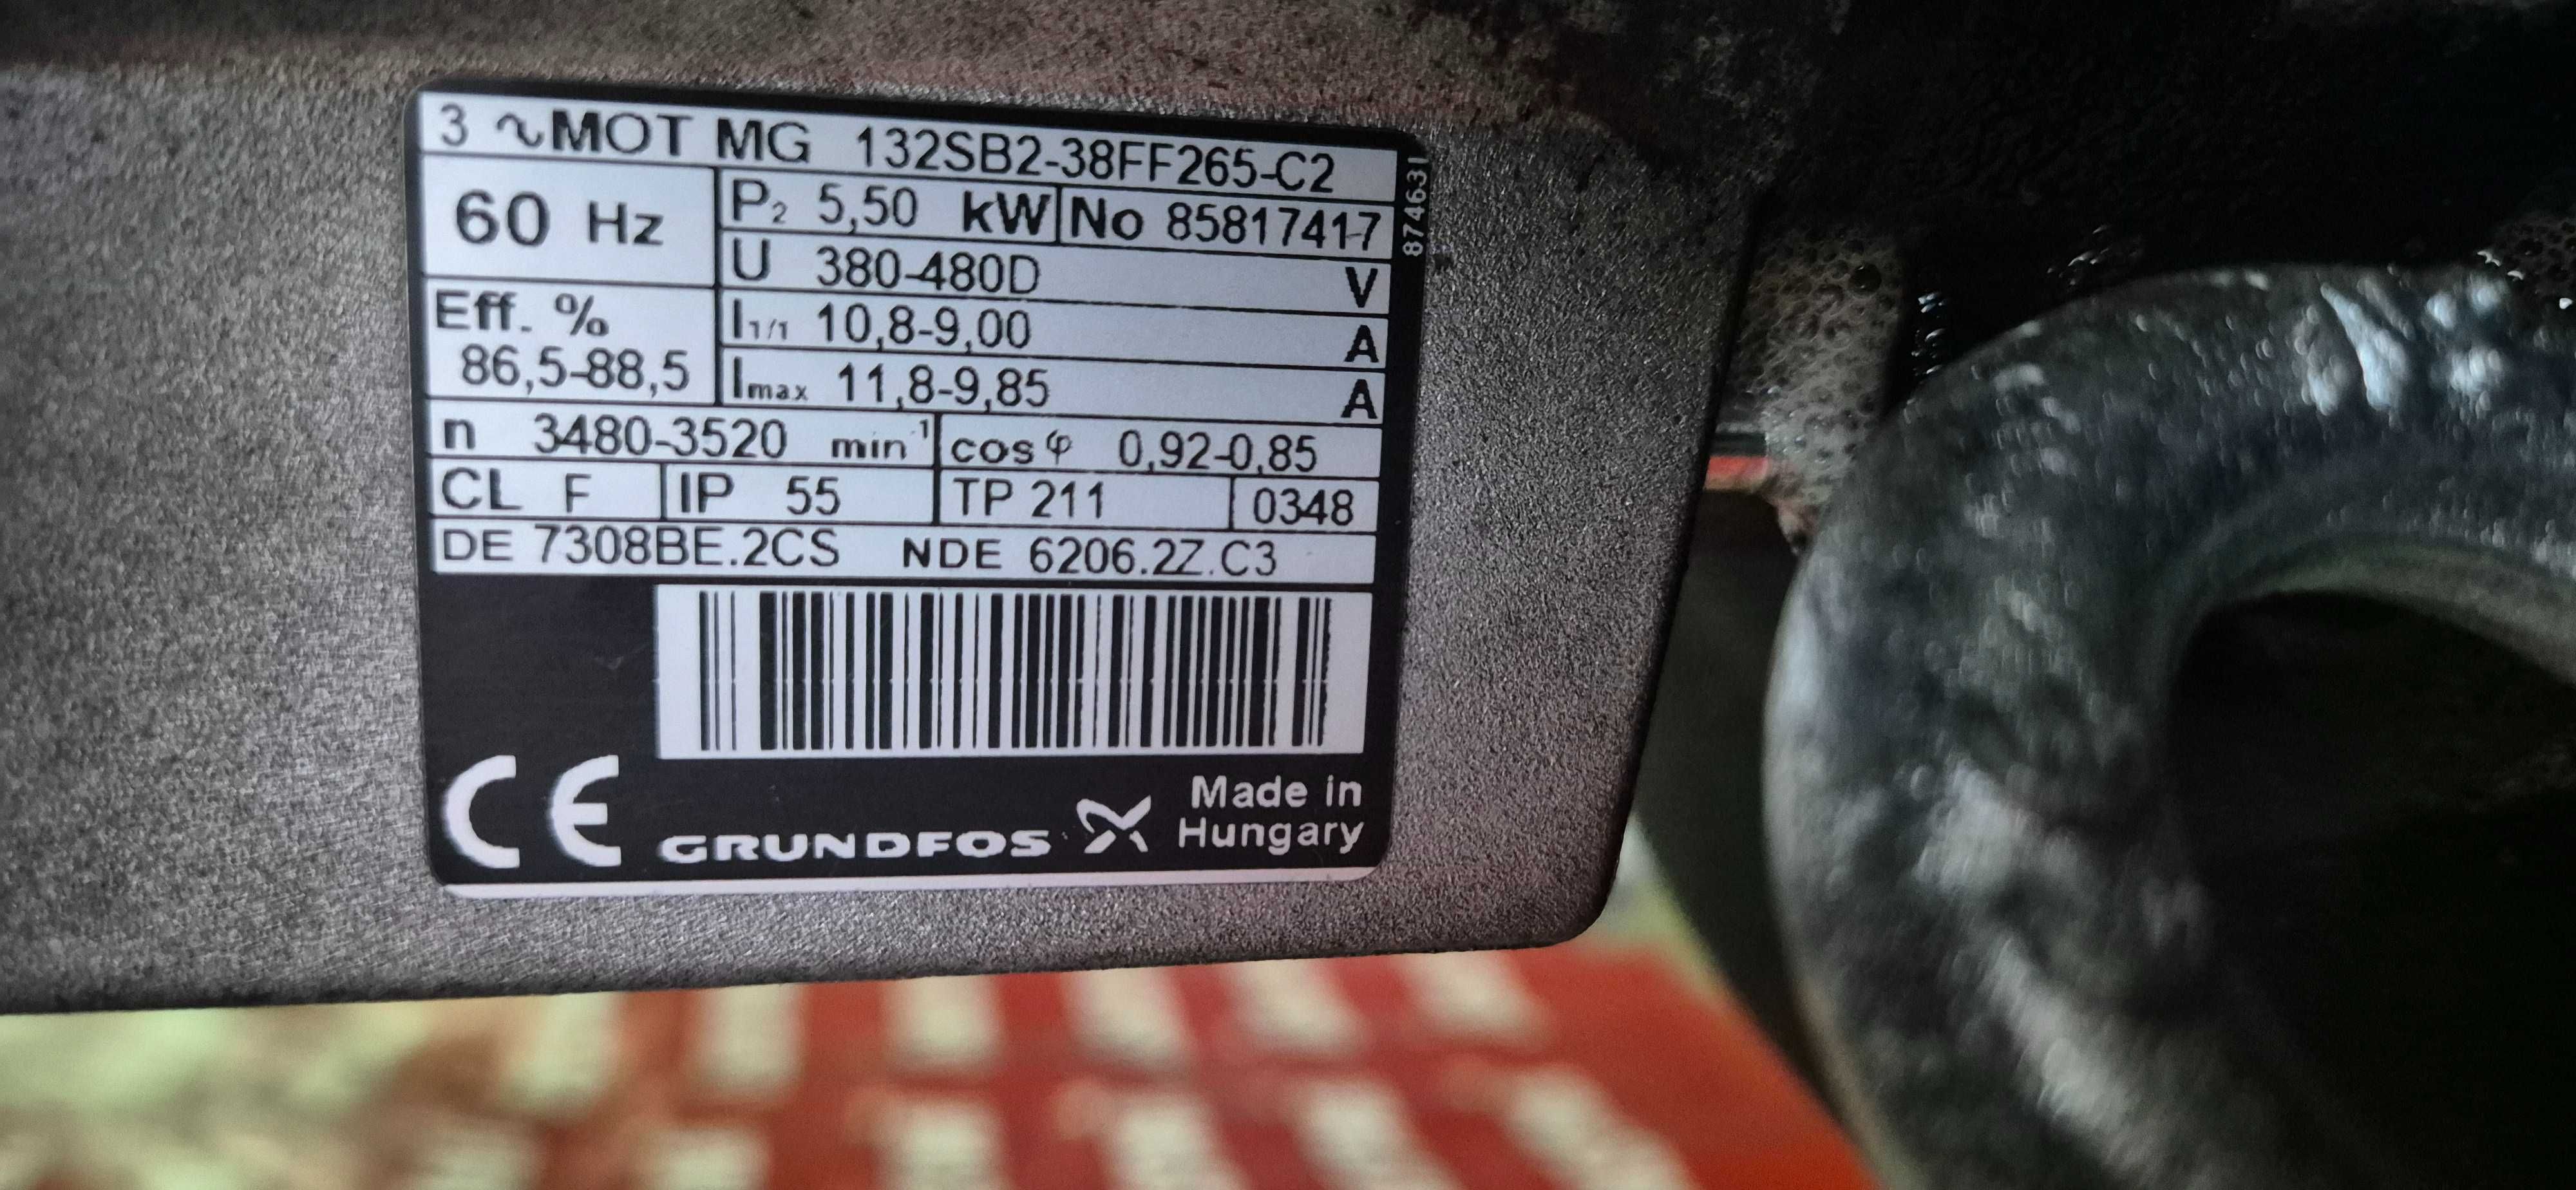 3 ~MOT MG 132SB2-38FF265-C2
60 Hz
P2 5,50 kW No 85817417
U 380-480D V
Eff. %
86,5-88,5
I1/1 10,8-9,00 A
Imax 11,8-9,85 A
n 3480-3520 min-1 cos φ 0,92-0,85
CL F IP 55 TP 211 0348
DE 7308BE.2CS NDE 6206.2Z.C3
874631
CE GRUNDFOS Made in
Hungary